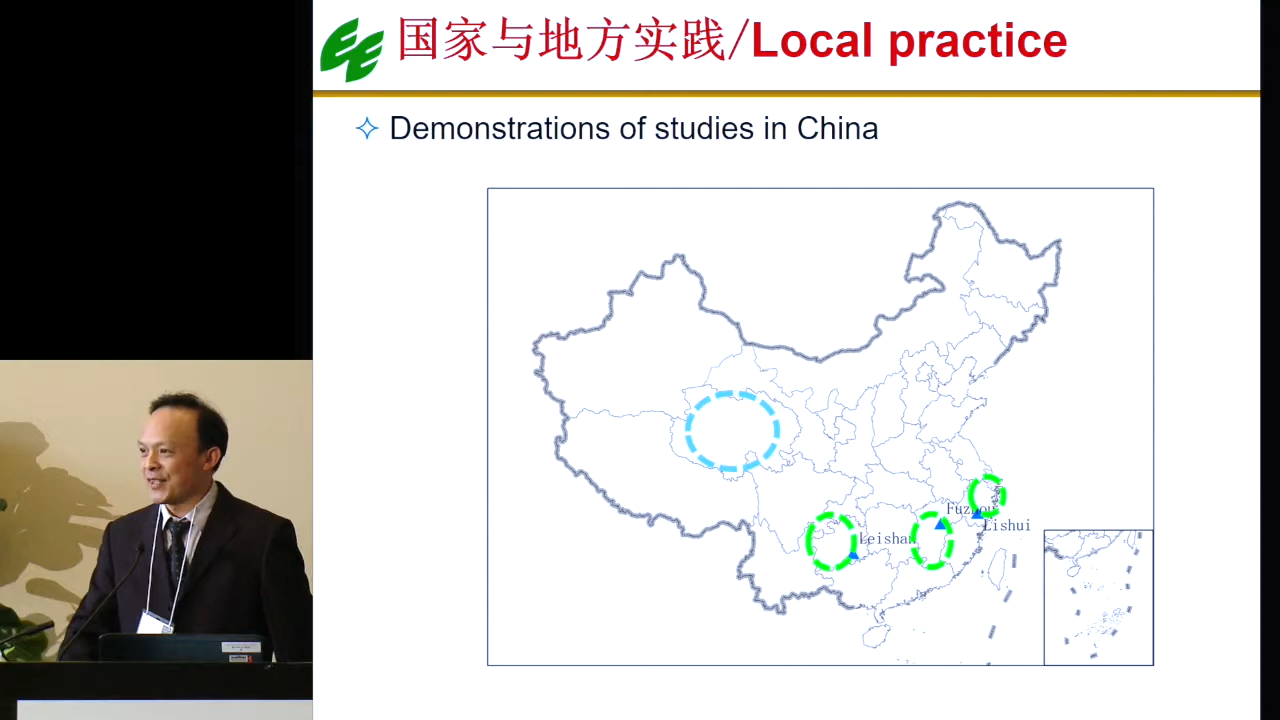 国家与地方实践/Local practice
Demonstrations of studies in China
Fuzhou
Lishui
Leishan